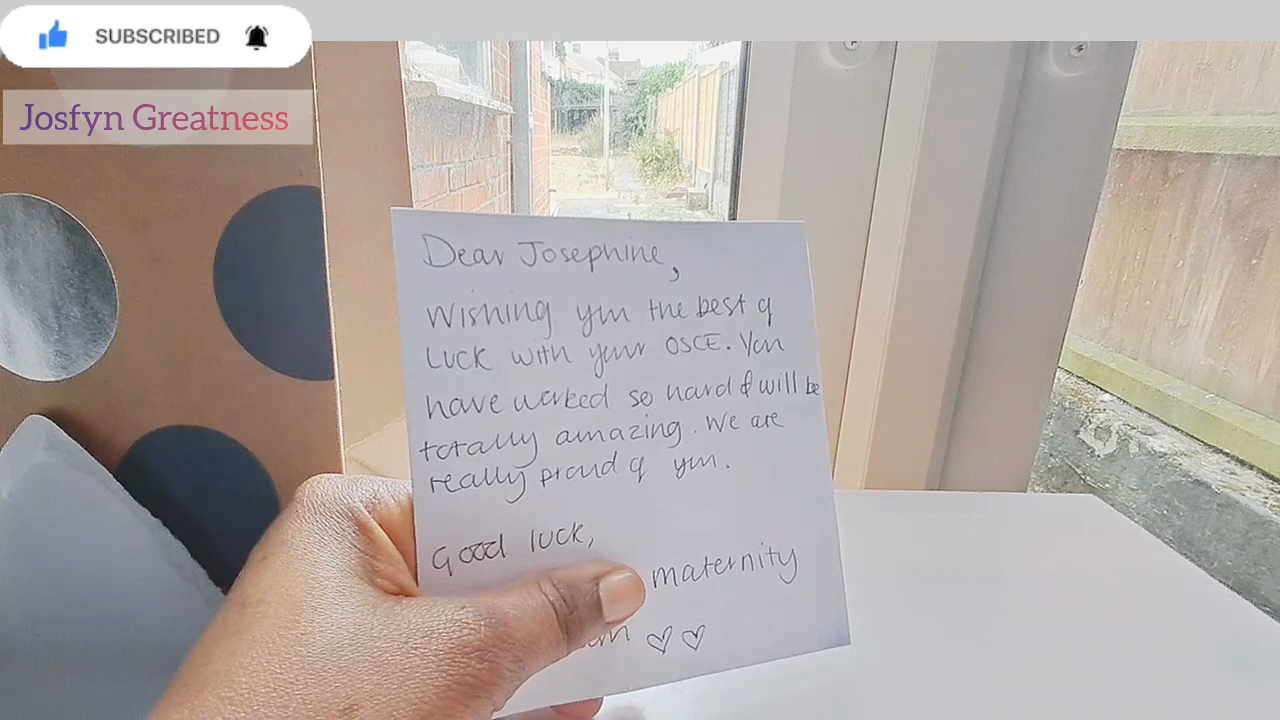 SUBSCRIBED
Josfyn Greatness
Dear Josephine,
Wishing you the best of
luck with your OSCE. You
have worked so hard & will be
totally amazing. We are
really proud of you.
Good luck,
maternity
♡♡